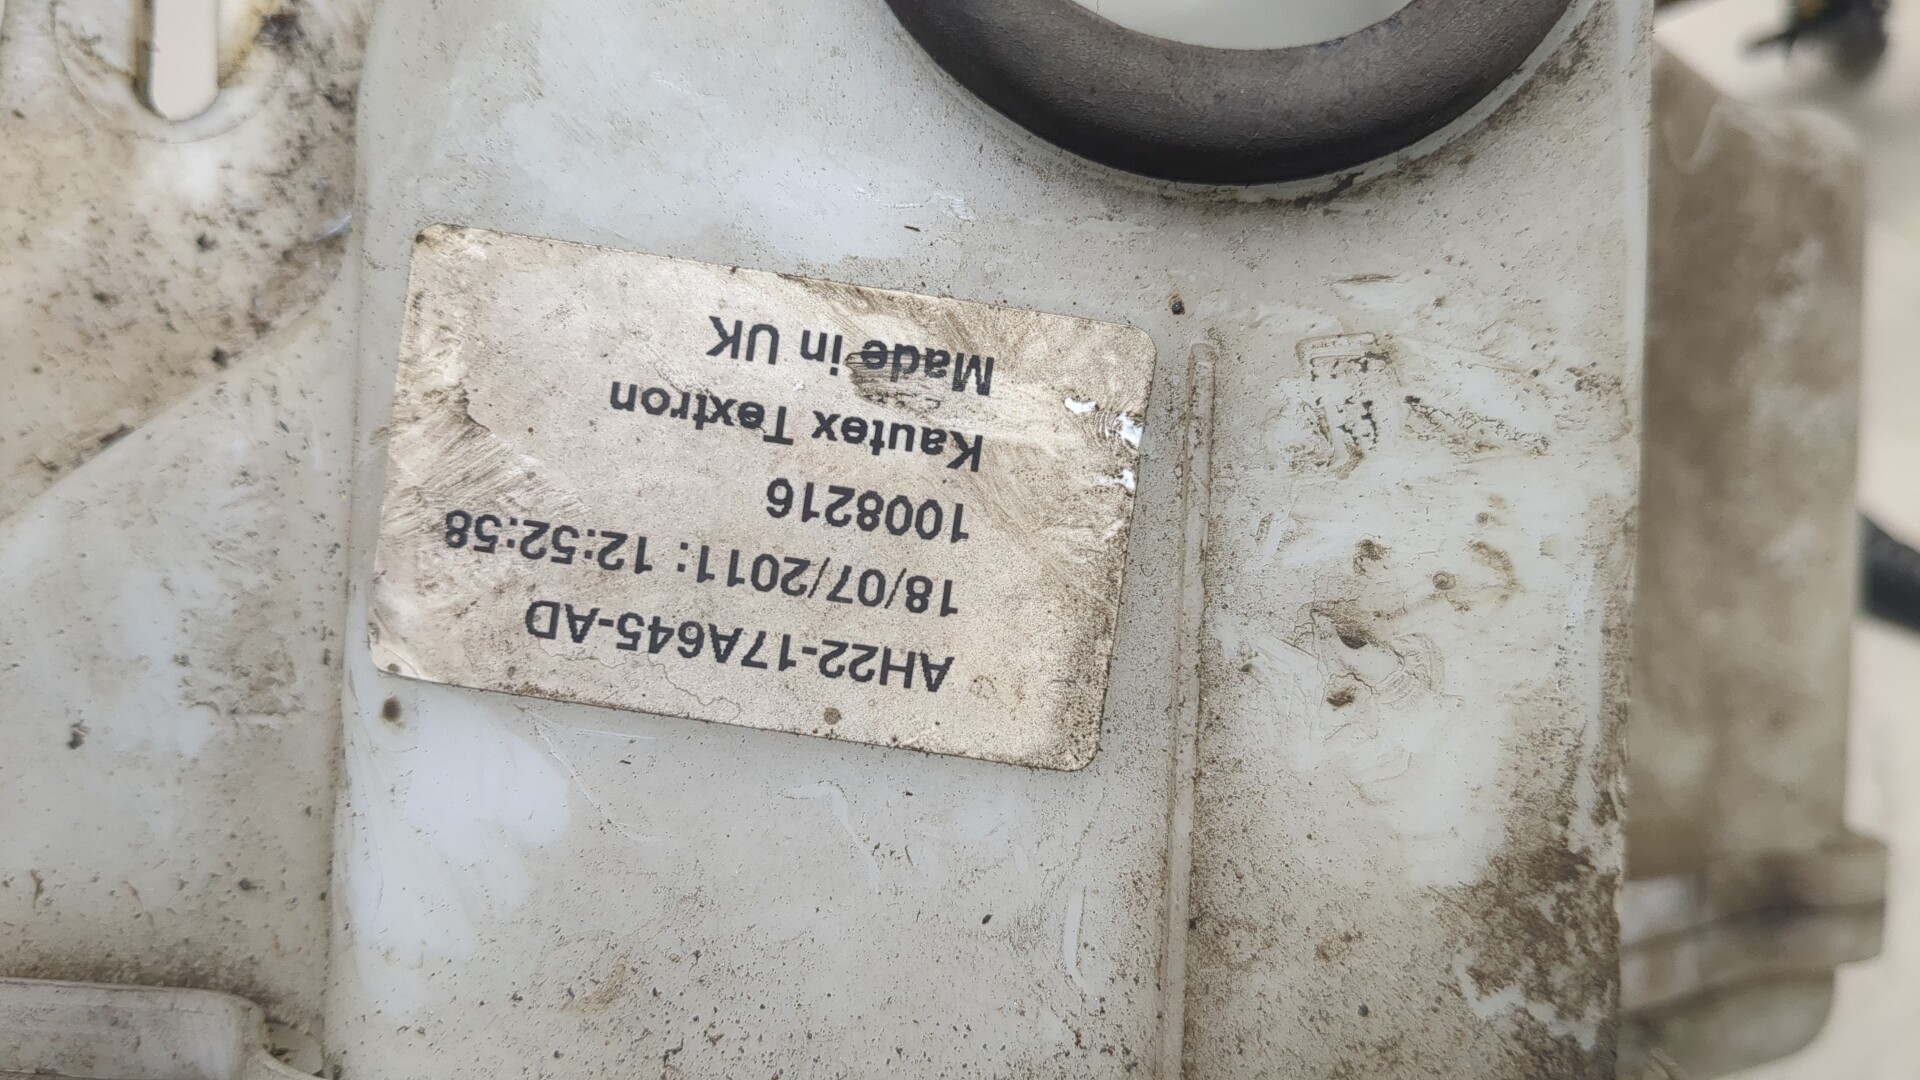 AH22-17A645-AD
18/07/2011: 12:52:58
1008216
Kautex Textron
Made in UK